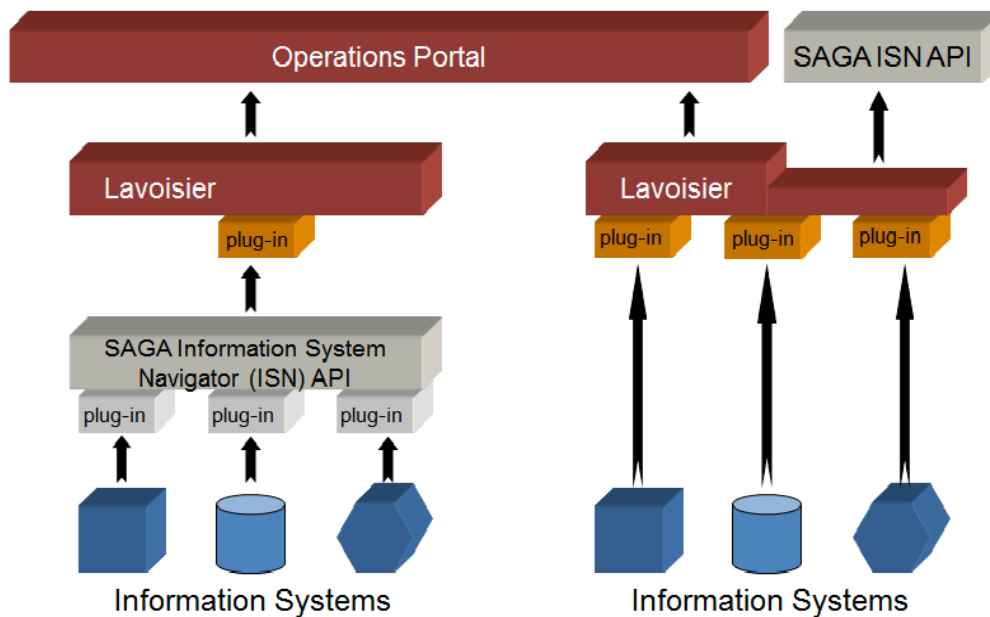 Operations Portal
SAGA ISN API
Lavoisier
Lavoisier
plug-in
plug-in
plug-in
plug-in
SAGA Information System
Navigator (ISN) API
plug-in
plug-in
plug-in
Information Systems
Information Systems